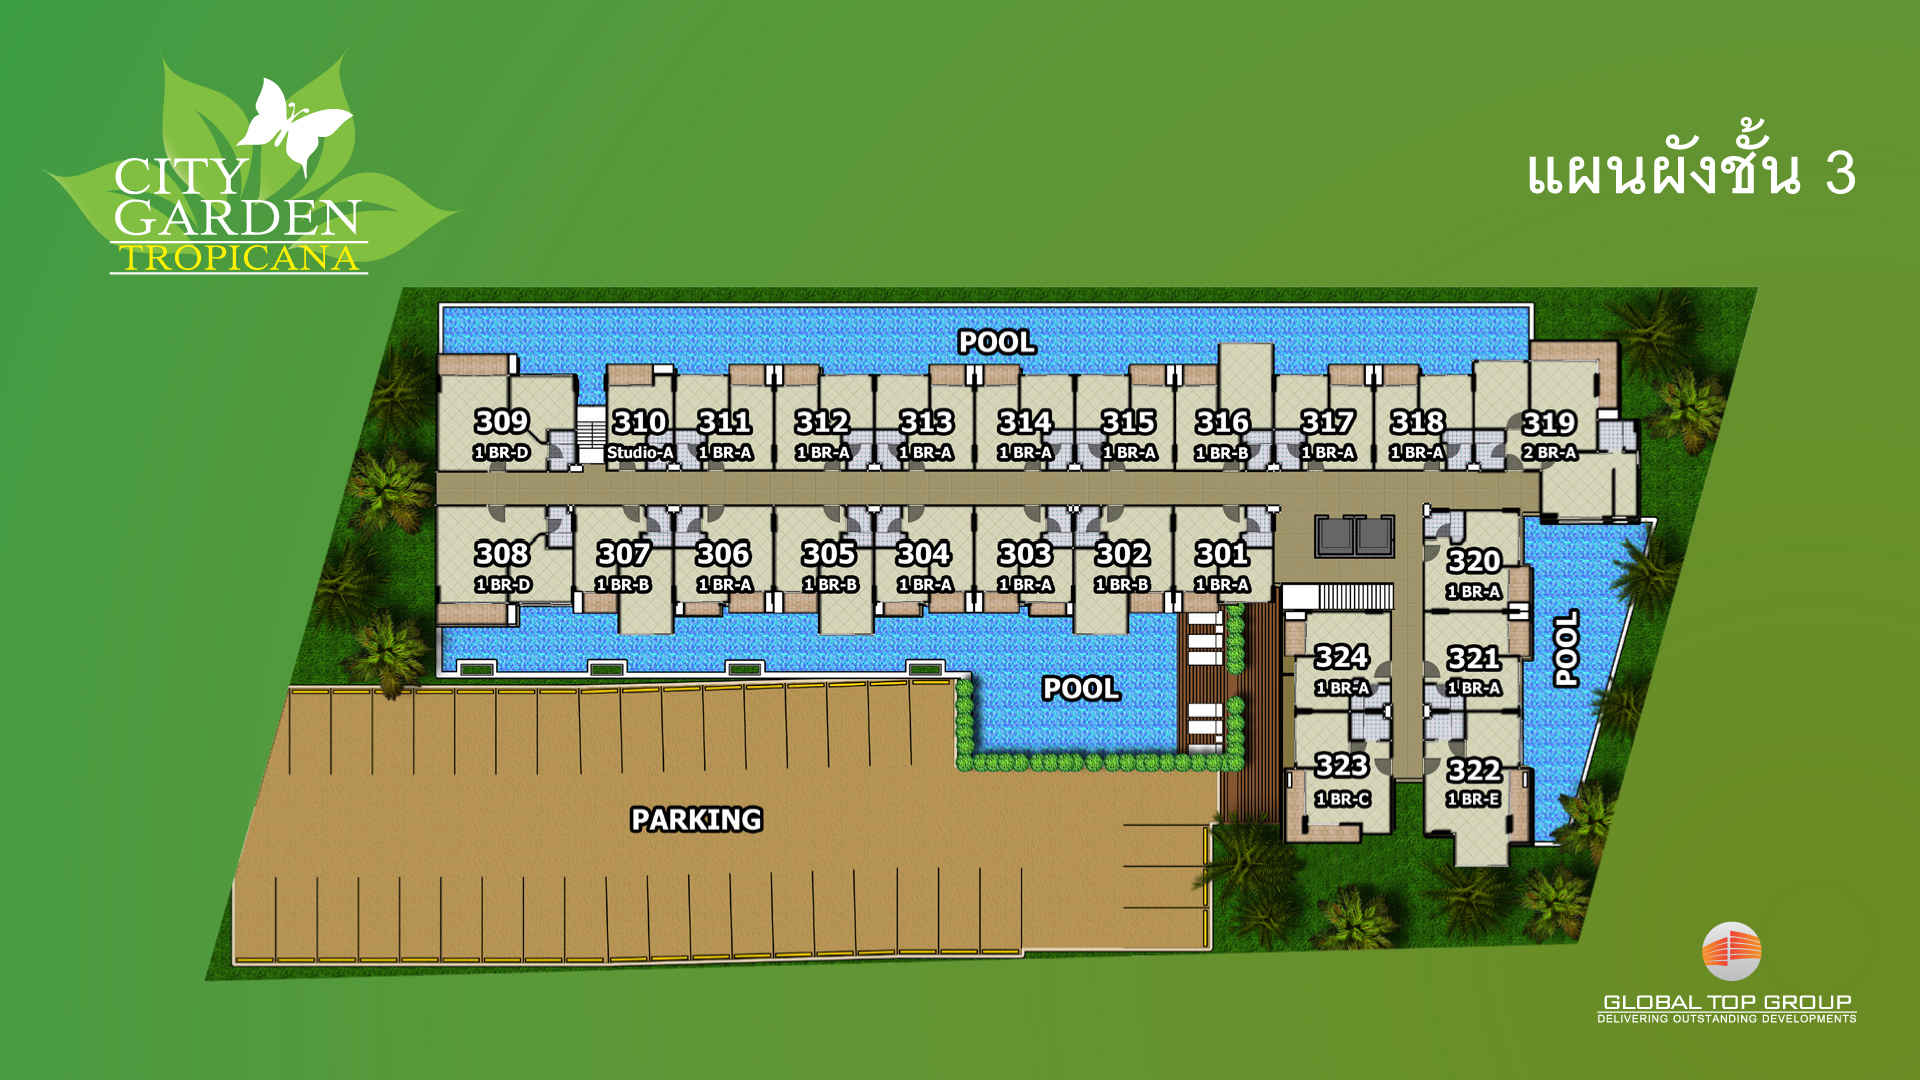 CITY
GARDEN
TROPICANA
แผนผังชั้น 3
POOL
309
1 BR-D
310
Studio-A
311
1 BR-A
312
1 BR-A
313
1 BR-A
314
1 BR-A
315
1 BR-A
316
1 BR-B
317
1 BR-A
318
1 BR-A
319
2 BR-A
308
1 BR-D
307
1 BR-B
306
1 BR-A
305
1 BR-B
304
1 BR-A
303
1 BR-A
302
1 BR-B
301
1 BR-A
320
1 BR-A
324
1 BR-A
321
1 BR-A
POOL
POOL
323
1 BR-C
322
1 BR-E
PARKING
GLOBAL TOP GROUP
DELIVERING OUTSTANDING DEVELOPMENTS